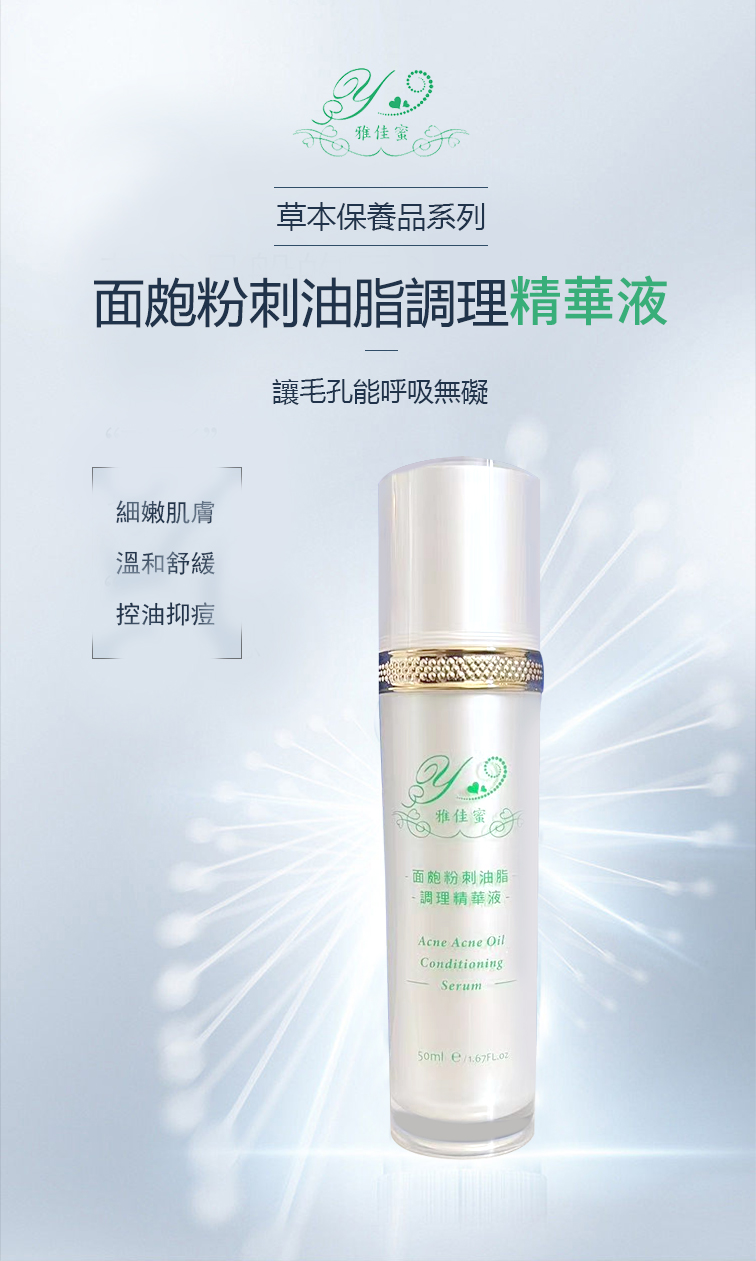 雅佳蜜
草本保養品系列
面皰粉刺油脂調理精華液
讓毛孔能呼吸無礙
細嫩肌膚
溫和舒緩
控油抑痘
雅佳蜜
-面皰粉刺油脂-
-調理精華液-
Acne Acne Oil
Conditioning
Serum
50ml e/1.67FL.oz